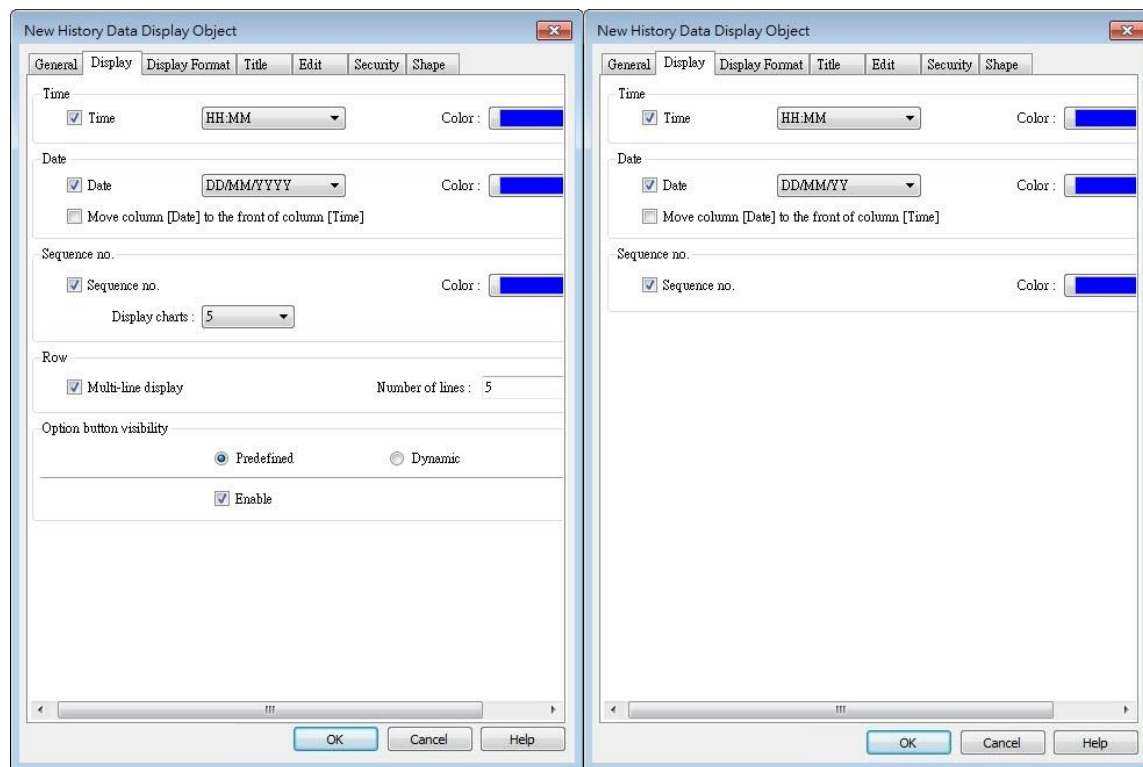 New History Data Display Object
General Display Display Format Title Edit Security Shape
Time
Time HH:MM Color :
Date
Date DD/MM/YYYY Color :
Move column [Date] to the front of column [Time]
Sequence no.
Sequence no. Color :
Display charts : 5
Row
Multi-line display Number of lines : 5
Option button visibility
Predefined Dynamic
Enable
OK Cancel Help
New History Data Display Object
General Display Display Format Title Edit Security Shape
Time
Time HH:MM Color :
Date
Date DD/MM/YY Color :
Move column [Date] to the front of column [Time]
Sequence no.
Sequence no. Color :
OK Cancel Help